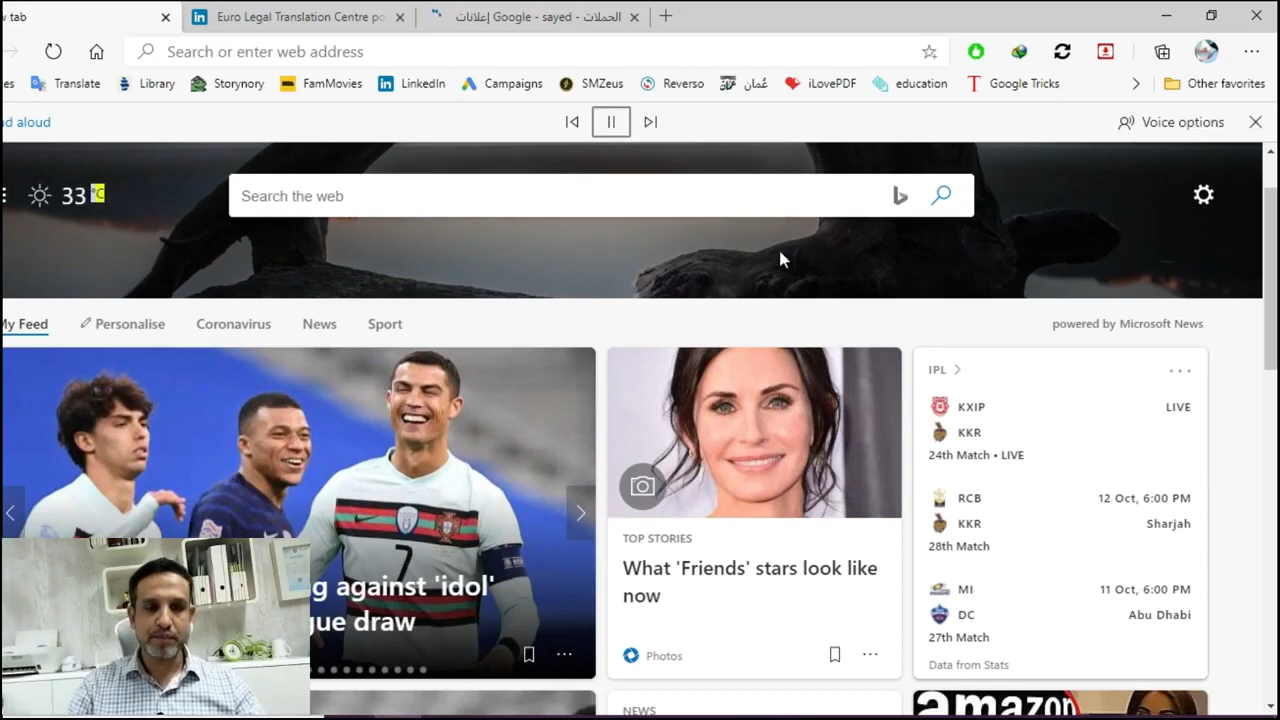 w tab
Euro Legal Translation Centre po
الحملات - sayed - Google إعلانات
Search or enter web address
es
Translate
Library
Storynory
FamMovies
LinkedIn
Campaigns
SMZeus
Reverso
عُمان
iLovePDF
education
Google Tricks
Other favorites
ad aloud
Voice options
33 °C
Search the web
My Feed
Personalise
Coronavirus
News
Sport
powered by Microsoft News
g against 'idol'
gue draw
7
TOP STORIES
What 'Friends' stars look like
now
Photos
NEWS
IPL
KXIP LIVE
KKR
24th Match • LIVE
RCB 12 Oct, 6:00 PM
KKR Sharjah
28th Match
MI 11 Oct, 6:00 PM
DC Abu Dhabi
27th Match
Data from Stats
amazon